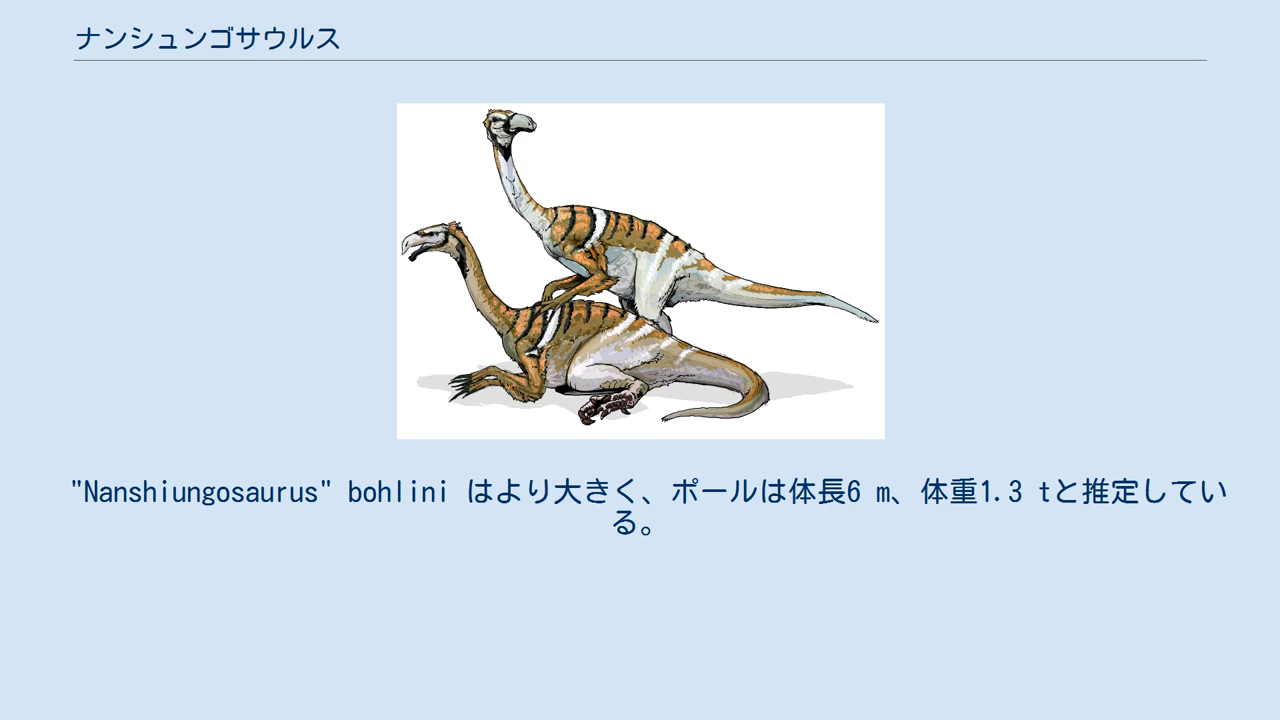 ナンシュンゴサウルス
"Nanshiungosaurus" bohlini はより大きく、ポールは体長6 m、体重1.3 tと推定してい
る。